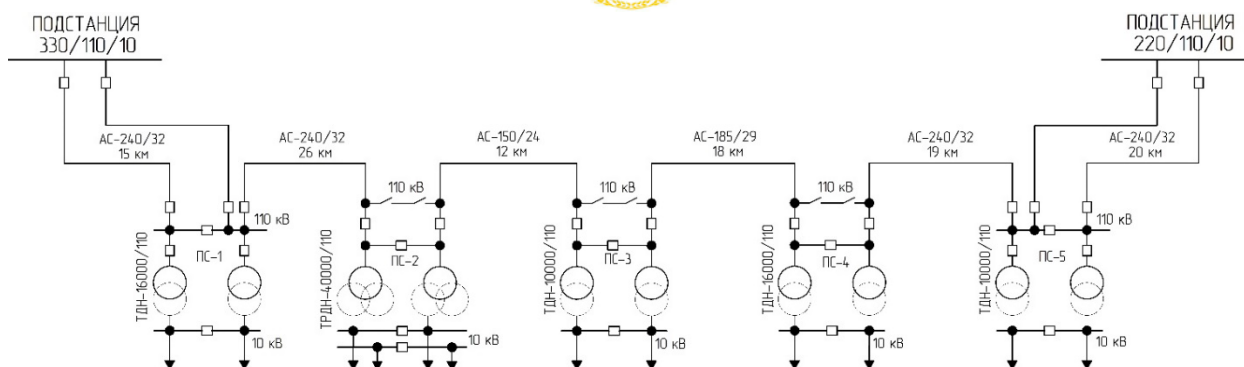 ПОДСТАНЦИЯ
330/110/10
ПОДСТАНЦИЯ
220/110/10
АС-240/32
15 км
АС-240/32
26 км
АС-150/24
12 км
АС-185/29
18 км
АС-240/32
19 км
АС-240/32
20 км
110 кВ
110 кВ
110 кВ
110 кВ
110 кВ
ПС-1
ПС-2
ПС-3
ПС-4
ПС-5
ТДН-16000/110
ТРДН-40000/110
ТДН-10000/110
ТДН-16000/110
ТДН-10000/110
10 кВ
10 кВ
10 кВ
10 кВ
10 кВ